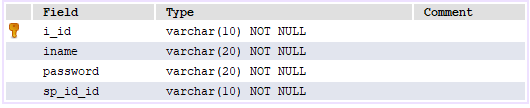 Field Type Comment
i_id varchar(10) NOT NULL
iname varchar(20) NOT NULL
password varchar(20) NOT NULL
sp_id_id varchar(10) NOT NULL